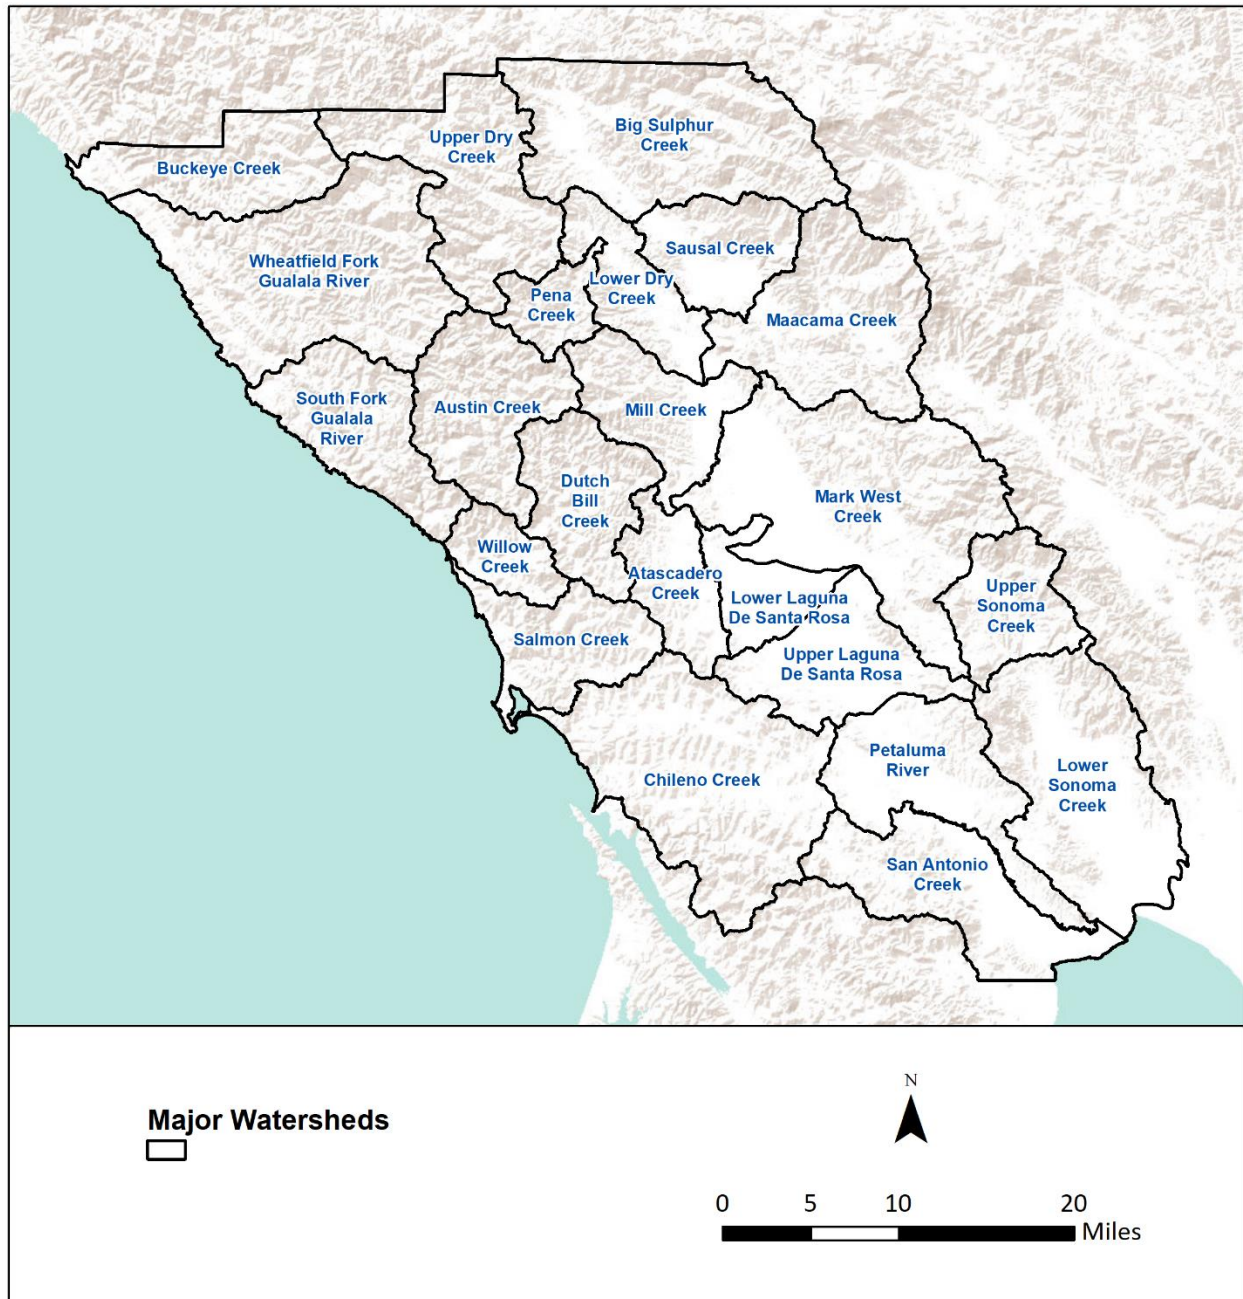 Big Sulphur
Creek
Upper Dry
Creek
Buckeye Creek
Sausal Creek
Wheatfield Fork
Gualala River
Lower Dry
Creek
Pena
Creek
Maacama Creek
South Fork
Gualala
River
Austin Creek
Mill Creek
Dutch
Bill
Creek
Mark West
Creek
Willow
Creek
Atascadero
Creek
Lower Laguna
De Santa Rosa
Upper
Sonoma
Creek
Salmon Creek
Upper Laguna
De Santa Rosa
Petaluma
River
Chileno Creek
Lower
Sonoma
Creek
San Antonio
Creek
Major Watersheds
N
0 5 10 20
Miles